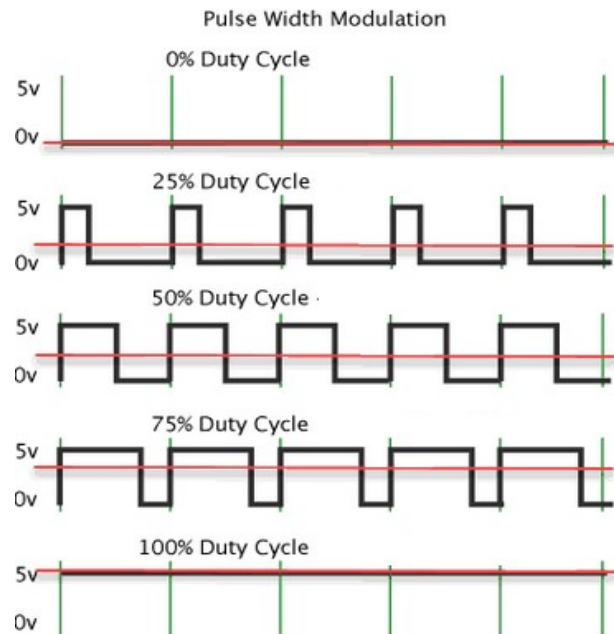 Pulse Width Modulation
0% Duty Cycle
5v
0v
25% Duty Cycle
5v
0v
50% Duty Cycle
5v
0v
75% Duty Cycle
5v
0v
100% Duty Cycle
5v
0v